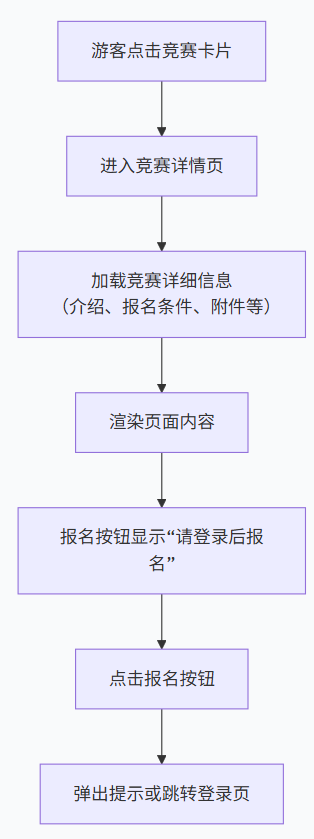 游客点击竞赛卡片
进入竞赛详情页
加载竞赛详细信息
（介绍、报名条件、附件等）
渲染页面内容
报名按钮显示“请登录后报
名”
点击报名按钮
弹出提示或跳转登录页